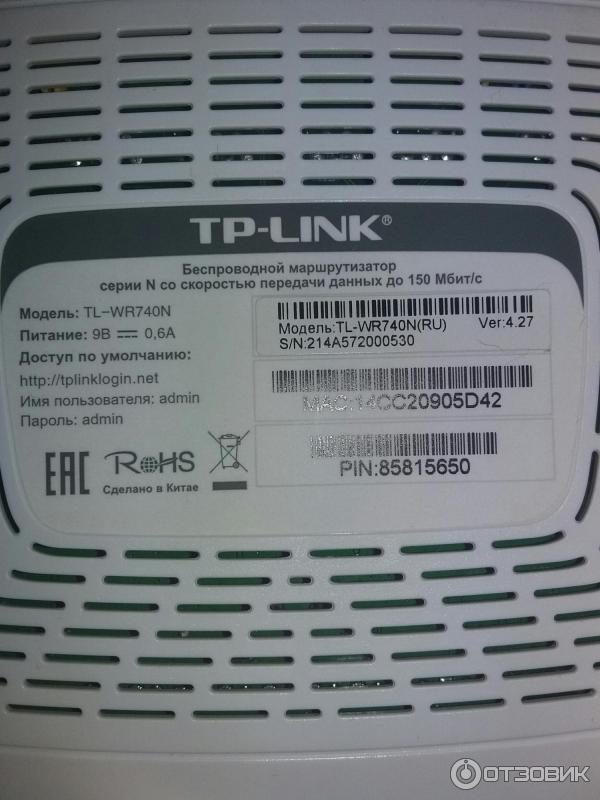 TP-LINK®
Беспроводной маршрутизатор
серии N со скоростью передачи данных до 150 Мбит/с
Модель: TL-WR740N
Питание: 9В 0,6А
Доступ по умолчанию:
http://tplinklogin.net
Имя пользователя: admin
Пароль: admin
EAC RoHS
Сделано в Китае
Модель:TL-WR740N(RU) Ver:4.27
S/N:214A572000530
MAC:14CC20905D42
PIN:85815650
ОТЗОВИК